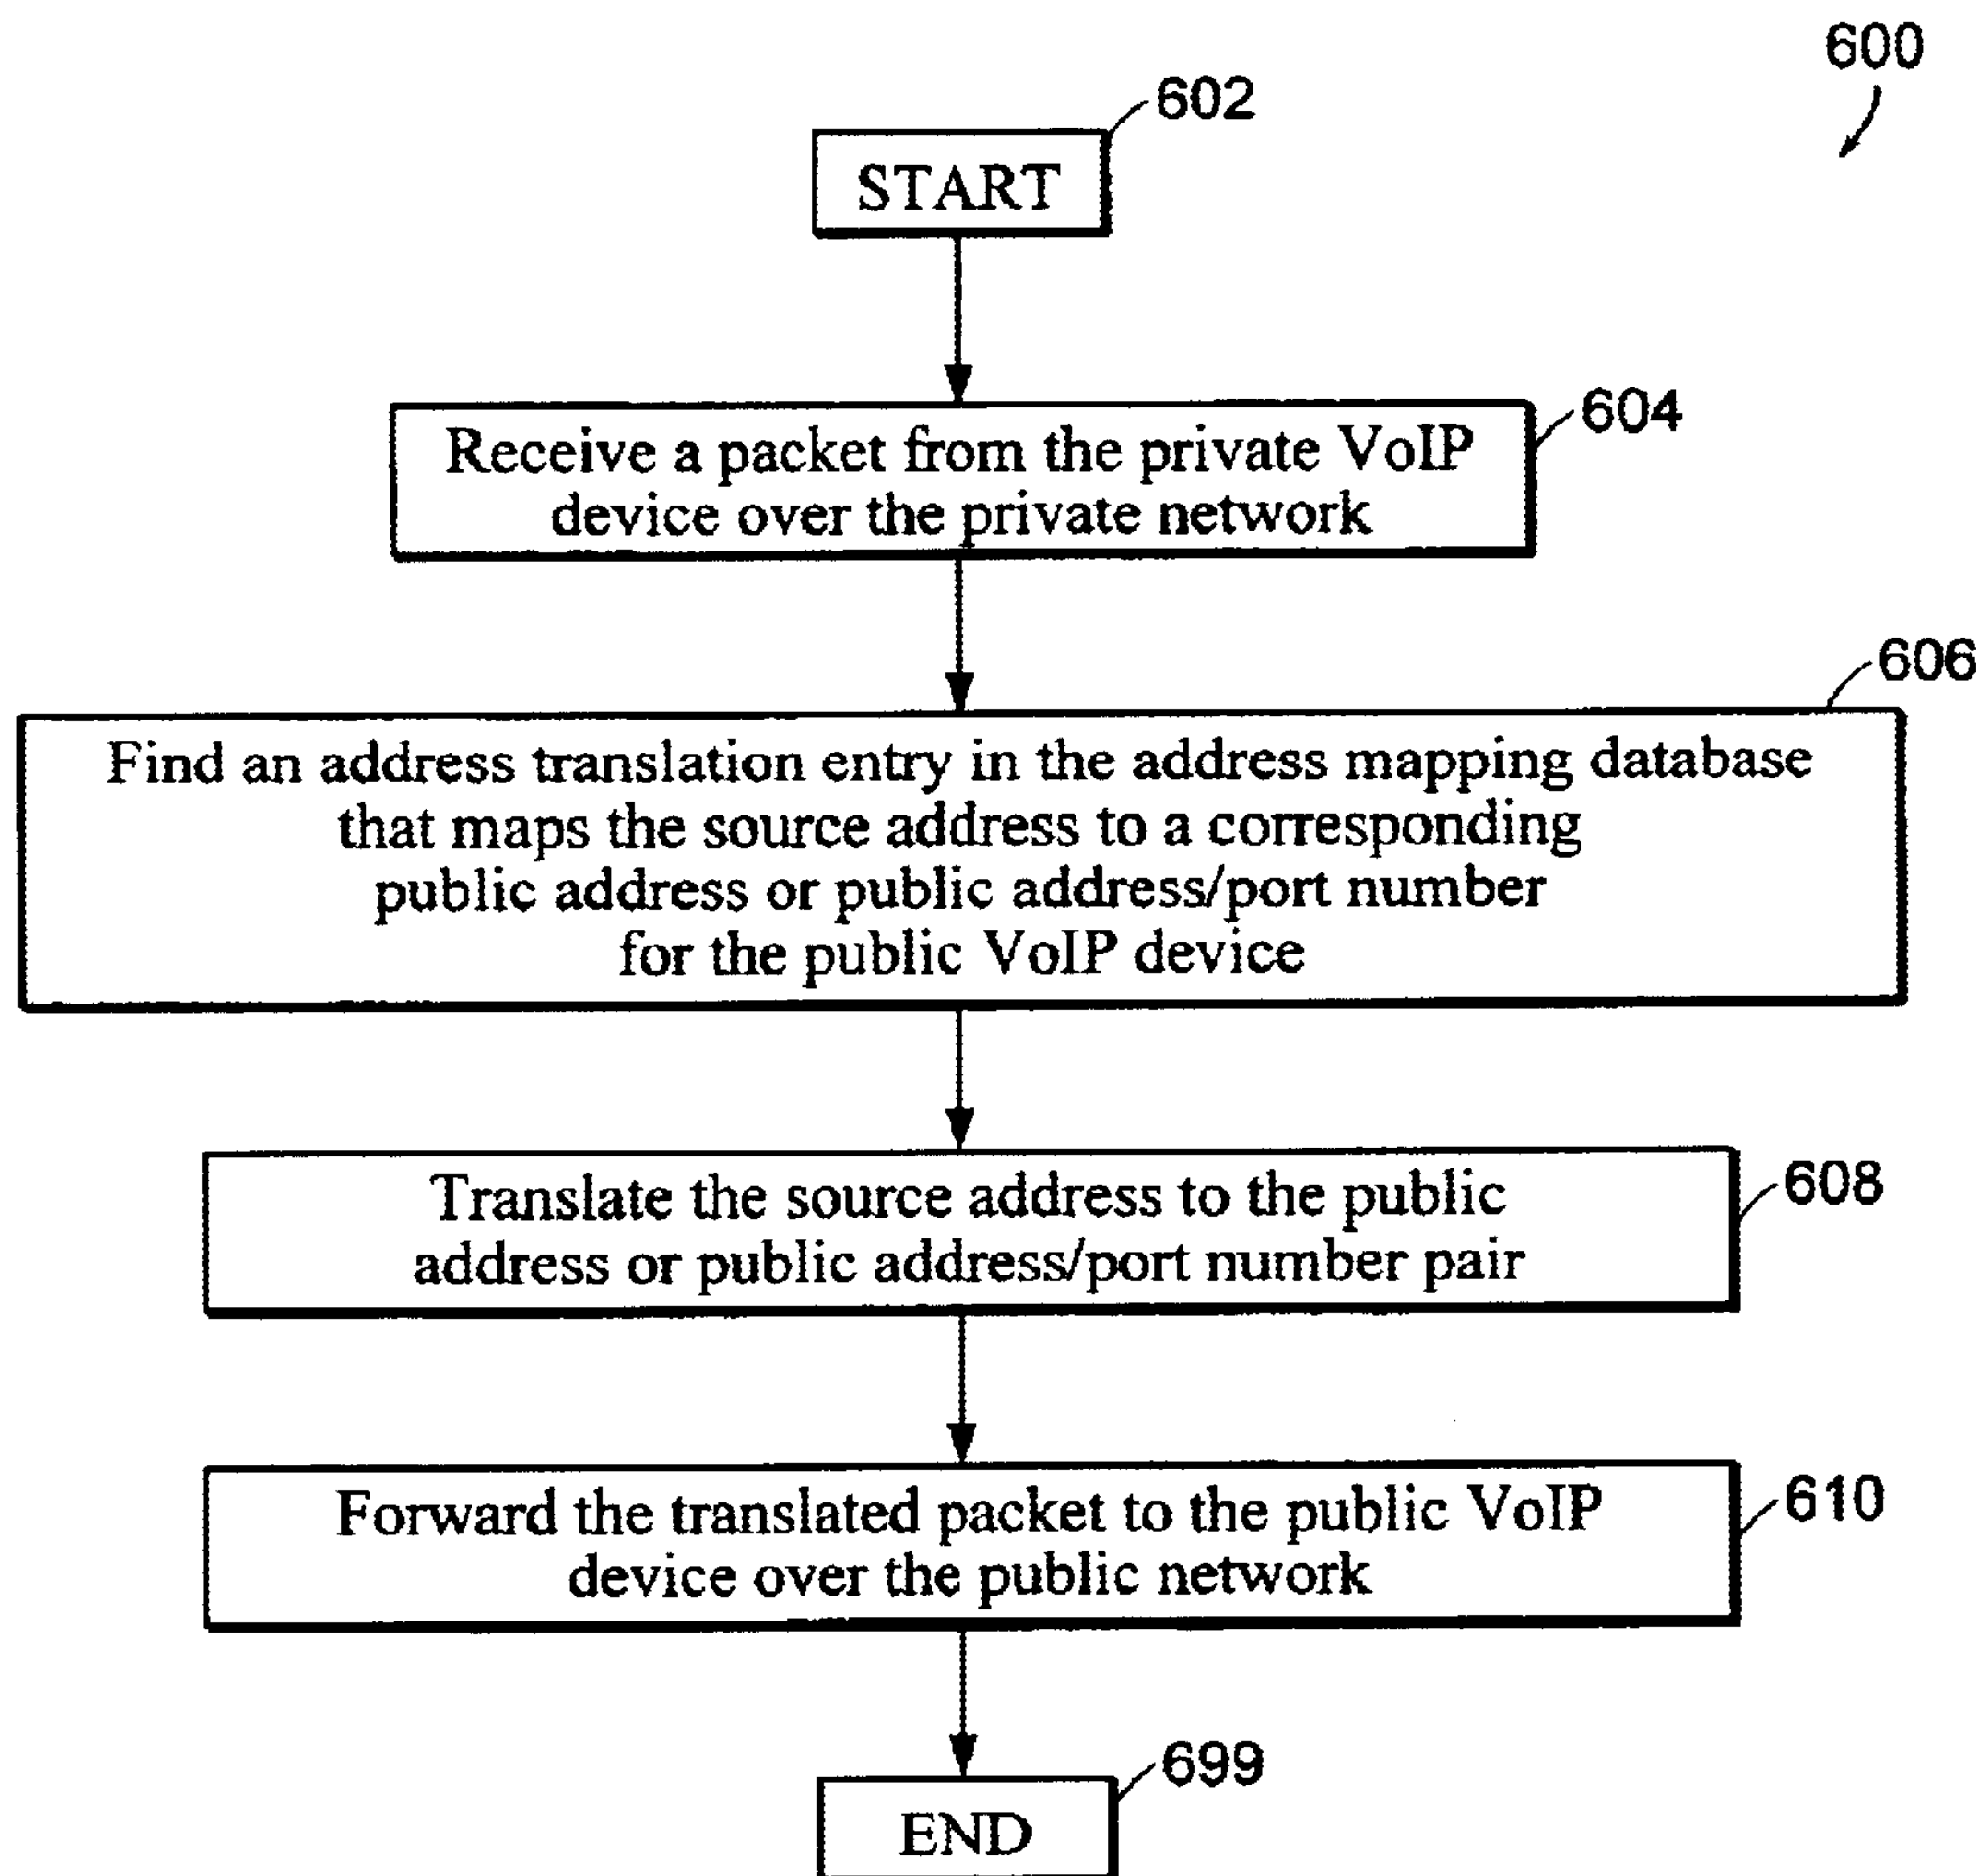 600
602
START
604
Receive a packet from the private VoIP
device over the private network
606
Find an address translation entry in the address mapping database
that maps the source address to a corresponding
public address or public address/port number
for the public VoIP device
608
Translate the source address to the public
address or public address/port number pair
610
Forward the translated packet to the public VoIP
device over the public network
699
END